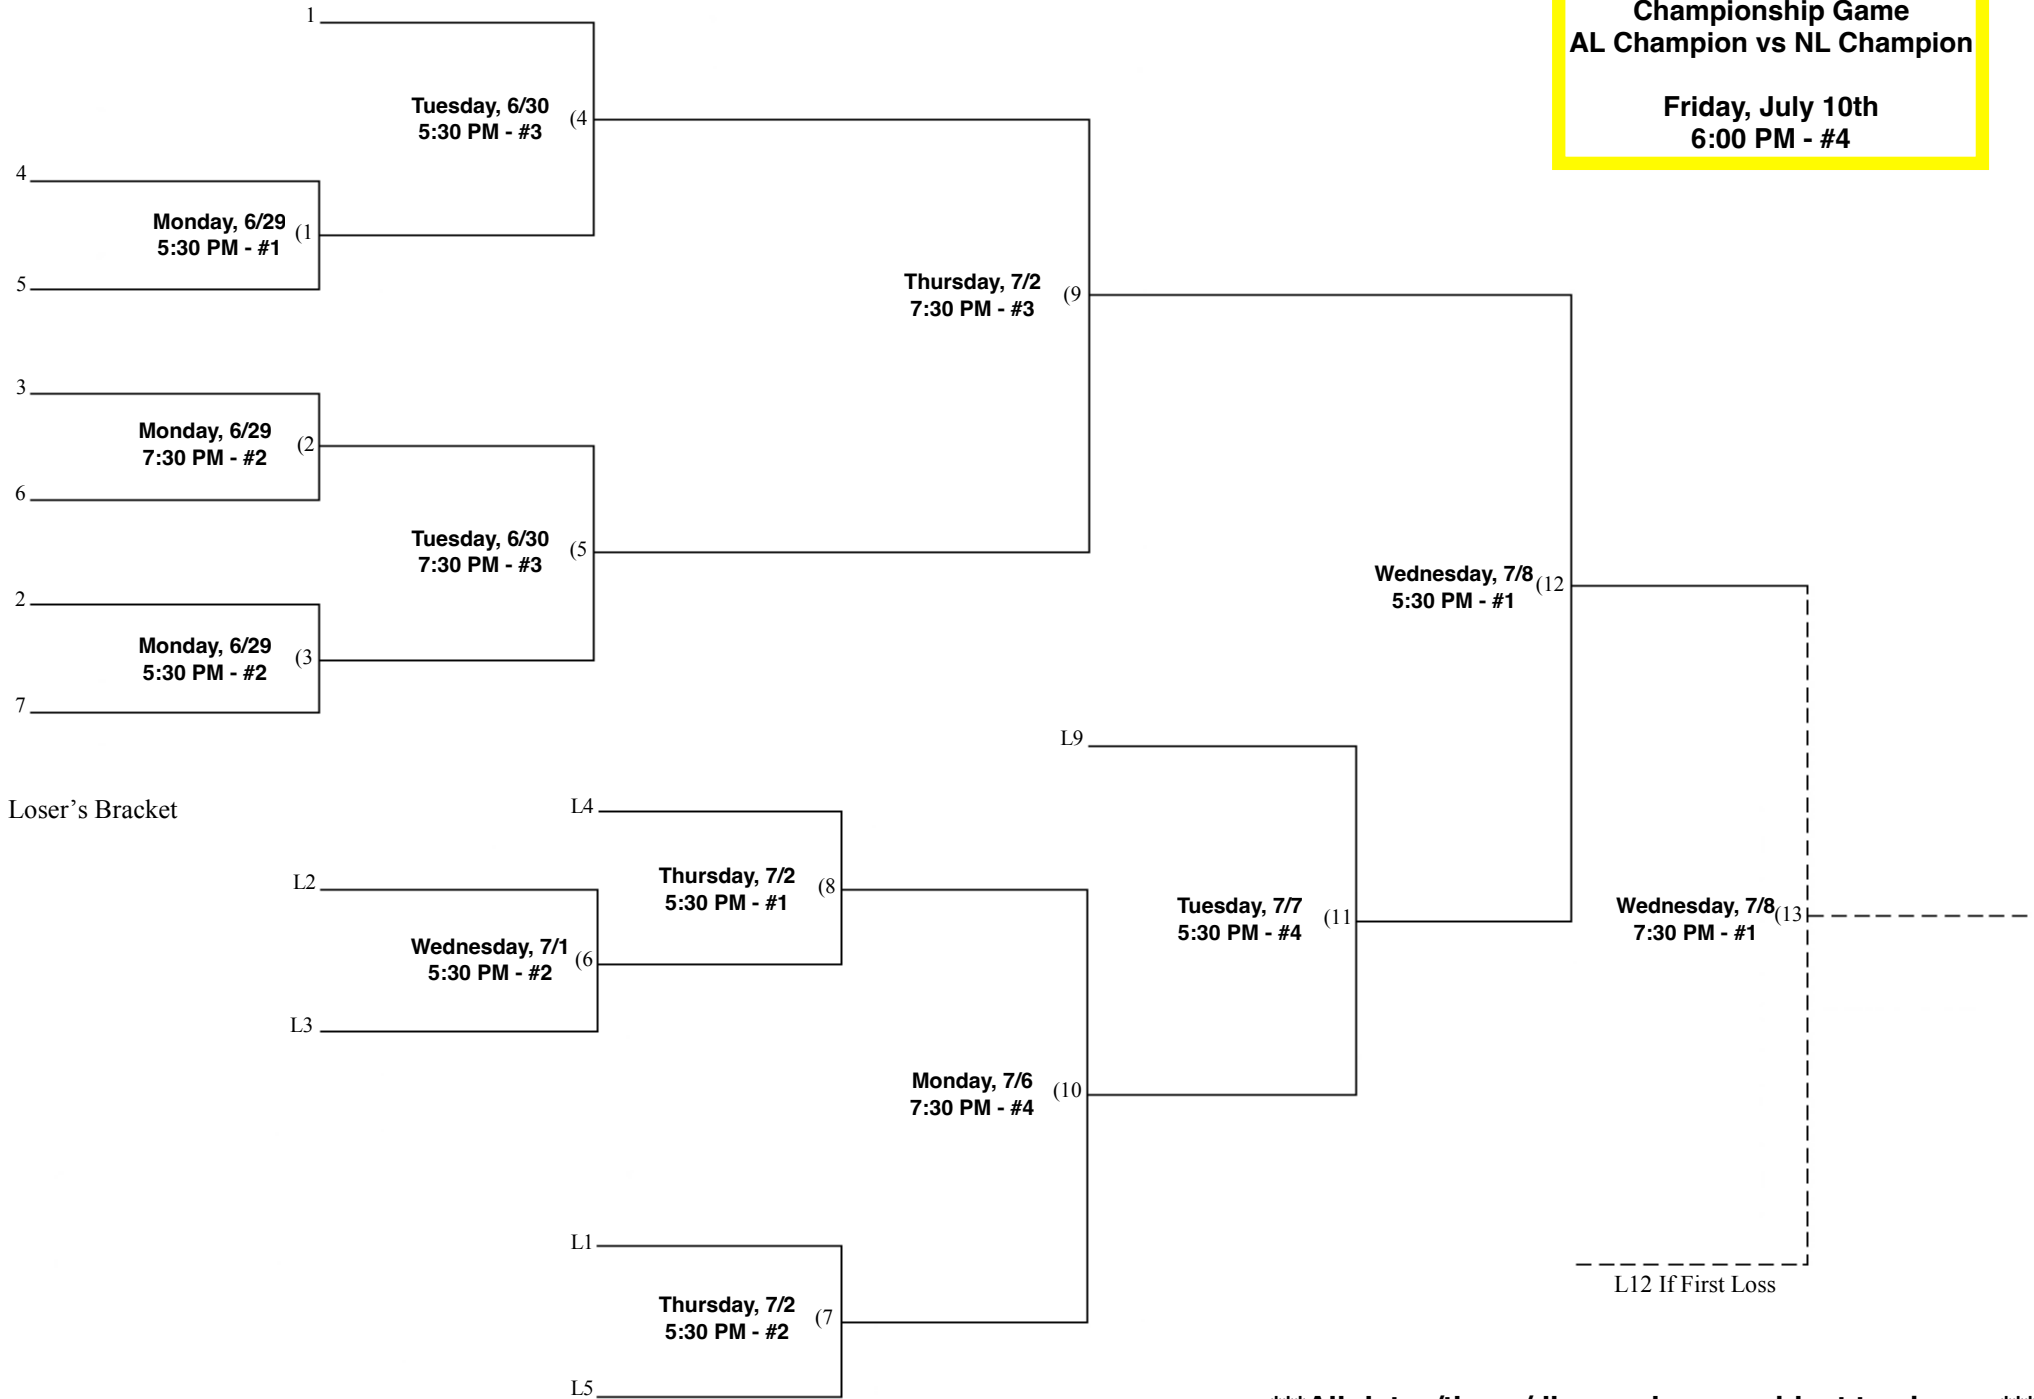 Championship Game
AL Champion vs NL Champion
Friday, July 10th
6:00 PM - #4
1
Tuesday, 6/30
5:30 PM - #3
(4
4
Monday, 6/29
5:30 PM - #1
(1
5
Thursday, 7/2
7:30 PM - #3
(9
3
Monday, 6/29
7:30 PM - #2
(2
6
Tuesday, 6/30
7:30 PM - #3
(5
2
Monday, 6/29
5:30 PM - #2
(3
7
Wednesday, 7/8
5:30 PM - #1
(12
Loser's Bracket
L9
L4
Thursday, 7/2
5:30 PM - #1
(8
L2
Wednesday, 7/1
5:30 PM - #2
(6
L3
Tuesday, 7/7
5:30 PM - #4
(11
Wednesday, 7/8
7:30 PM - #1
(13
Monday, 7/6
7:30 PM - #4
(10
L1
Thursday, 7/2
5:30 PM - #2
(7
L5
L12 If First Loss